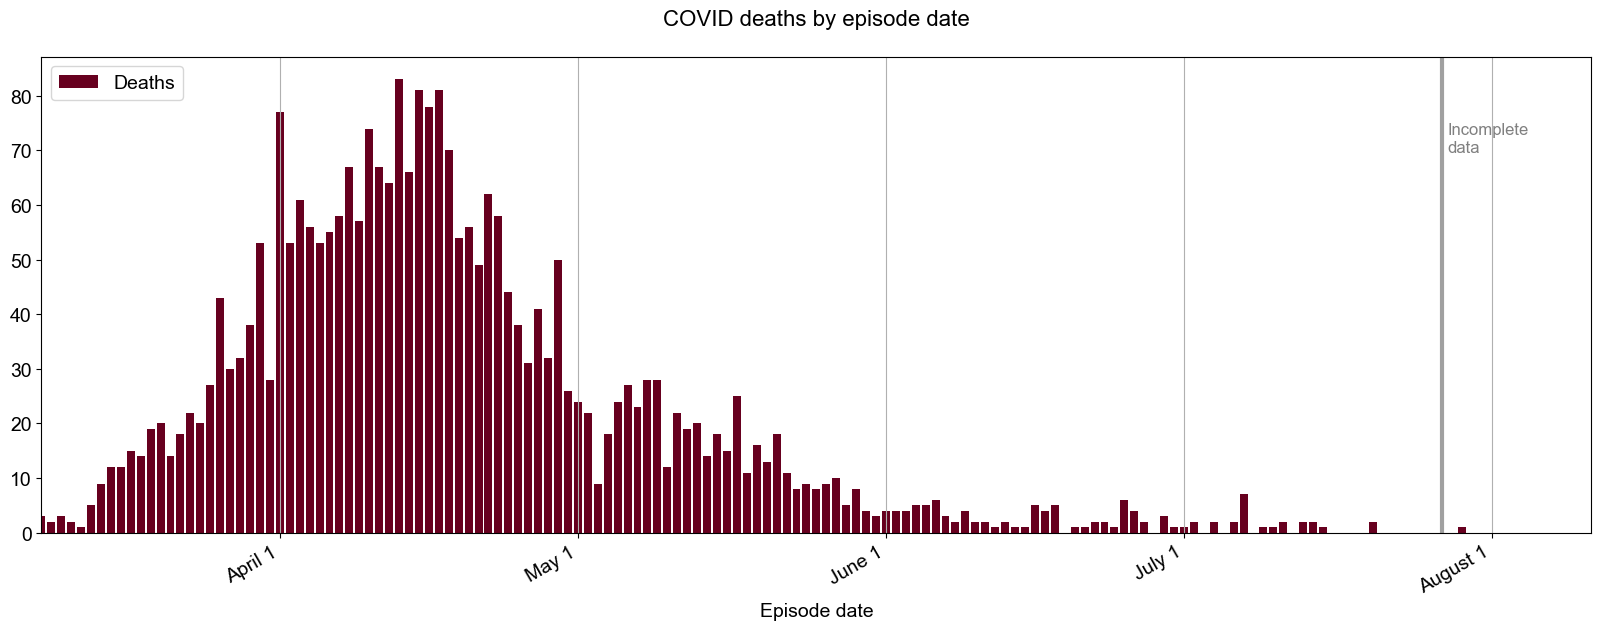 COVID deaths by episode date
Deaths
80
70
60
50
40
30
20
10
0
Incomplete
data
April 1
May 1
June 1
July 1
August 1
Episode date